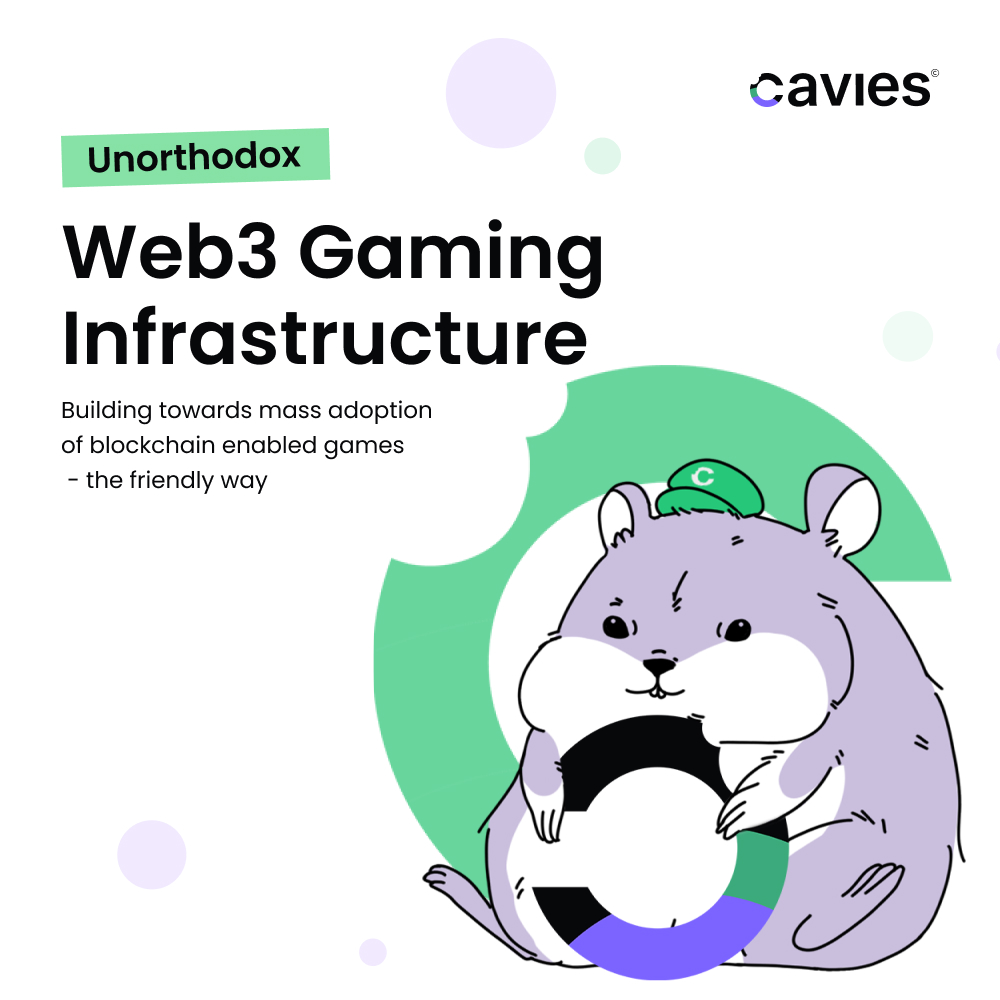 cavies©
Unorthodox
Web3 Gaming
Infrastructure
Building towards mass adoption
of blockchain enabled games
- the friendly way
C